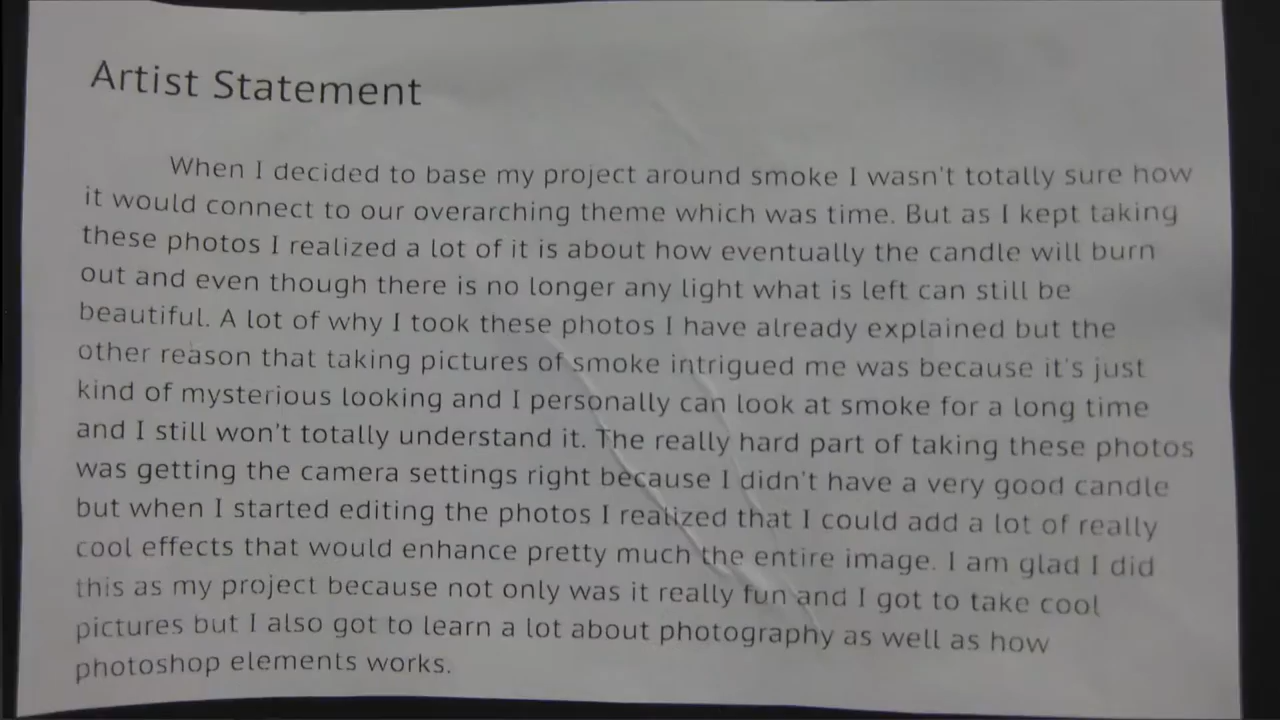 Artist Statement
When I decided to base my project around smoke I wasn't totally sure how
it would connect to our overarching theme which was time. But as I kept taking
these photos I realized a lot of it is about how eventually the candle will burn
out and even though there is no longer any light what is left can still be
beautiful. A lot of why I took these photos I have already explained but the
other reason that taking pictures of smoke intrigued me was because it's just
kind of mysterious looking and I personally can look at smoke for a long time
and I still won't totally understand it. The really hard part of taking these photos
was getting the camera settings right because I didn't have a very good candle
but when I started editing the photos I realized that I could add a lot of really
cool effects that would enhance pretty much the entire image. I am glad I did
this as my project because not only was it really fun and I got to take cool
pictures but I also got to learn a lot about photography as well as how
photoshop elements works.